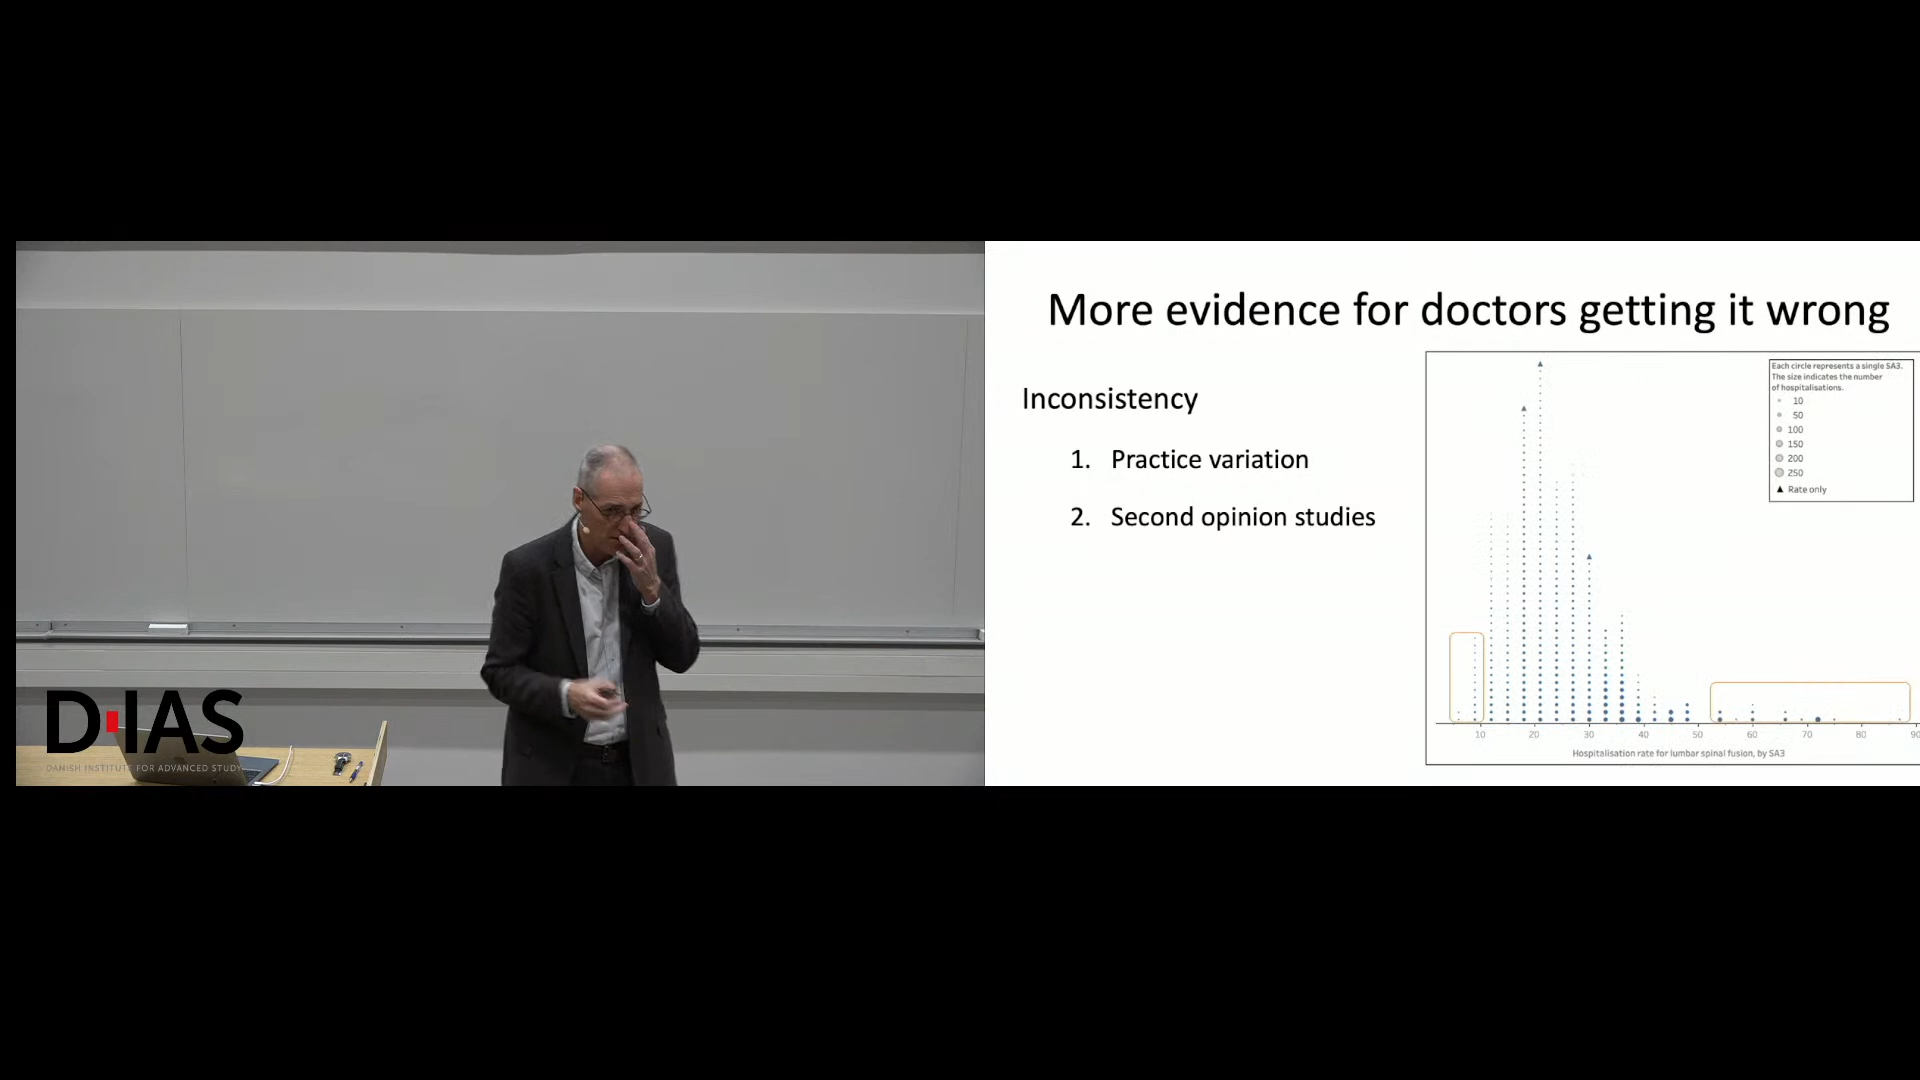 More evidence for doctors getting it wrong
Inconsistency
1. Practice variation
2. Second opinion studies
Each circle represents a single SA3.
The size indicates the number
of hospitalisations.
10
50
100
150
200
250
▲ Rate only
10 20 30 40 50 60 70 80 90
Hospitalisation rate for lumbar spinal fusion, by SA3
D-IAS
DANISH INSTITUTE FOR ADVANCED STUDY